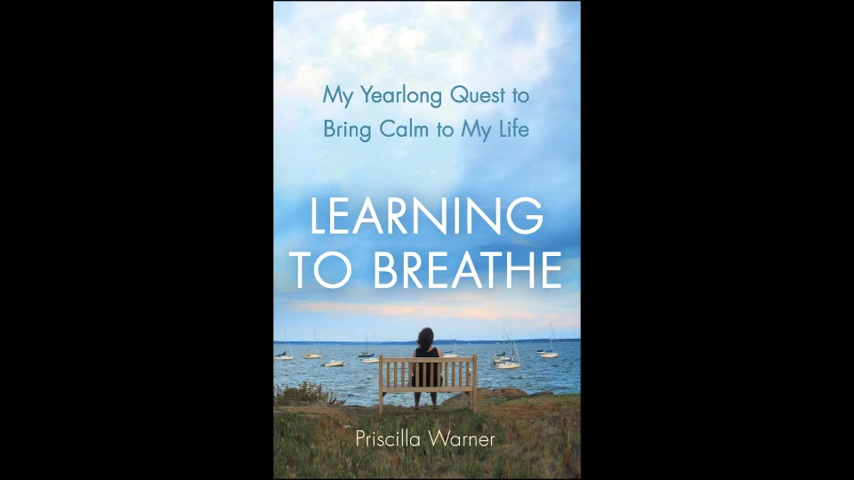 My Yearlong Quest to
Bring Calm to My Life
LEARNING
TO BREATHE
Priscilla Warner